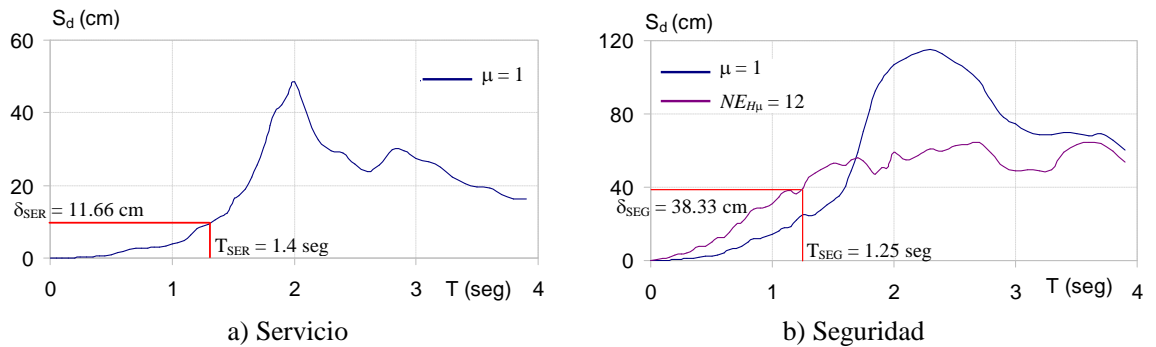 S_d (cm)
60
40
20
0
0 1 2 3 4
T (seg)
μ = 1
δ_SER = 11.66 cm
T_SER = 1.4 seg
a) Servicio
S_d (cm)
120
80
40
0
0 1 2 3 4
T (seg)
μ = 1
NE_Hμ = 12
δ_SEG = 38.33 cm
T_SEG = 1.25 seg
b) Seguridad